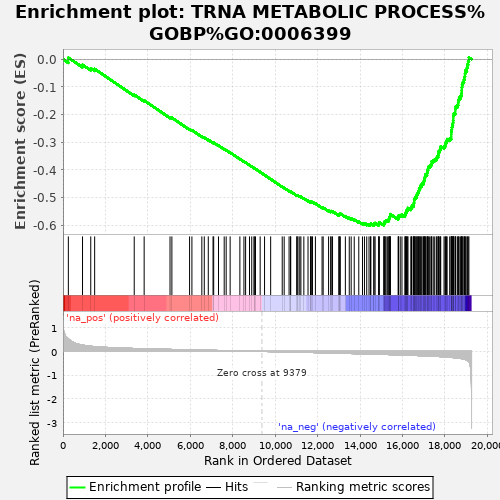 Enrichment plot: TRNA METABOLIC PROCESS%
GOBP%GO:0006399
Enrichment score (ES)
0.0
-0.1
-0.2
-0.3
-0.4
-0.5
-0.6
'na_pos' (positively correlated)
Ranked list metric (PreRanked)
1
0
-1
-2
-3
Zero cross at 9379
'na_neg' (negatively correlated)
0
2,000
4,000
6,000
8,000
10,000
12,000
14,000
16,000
18,000
20,000
Rank in Ordered Dataset
Enrichment profile
Hits
Ranking metric scores